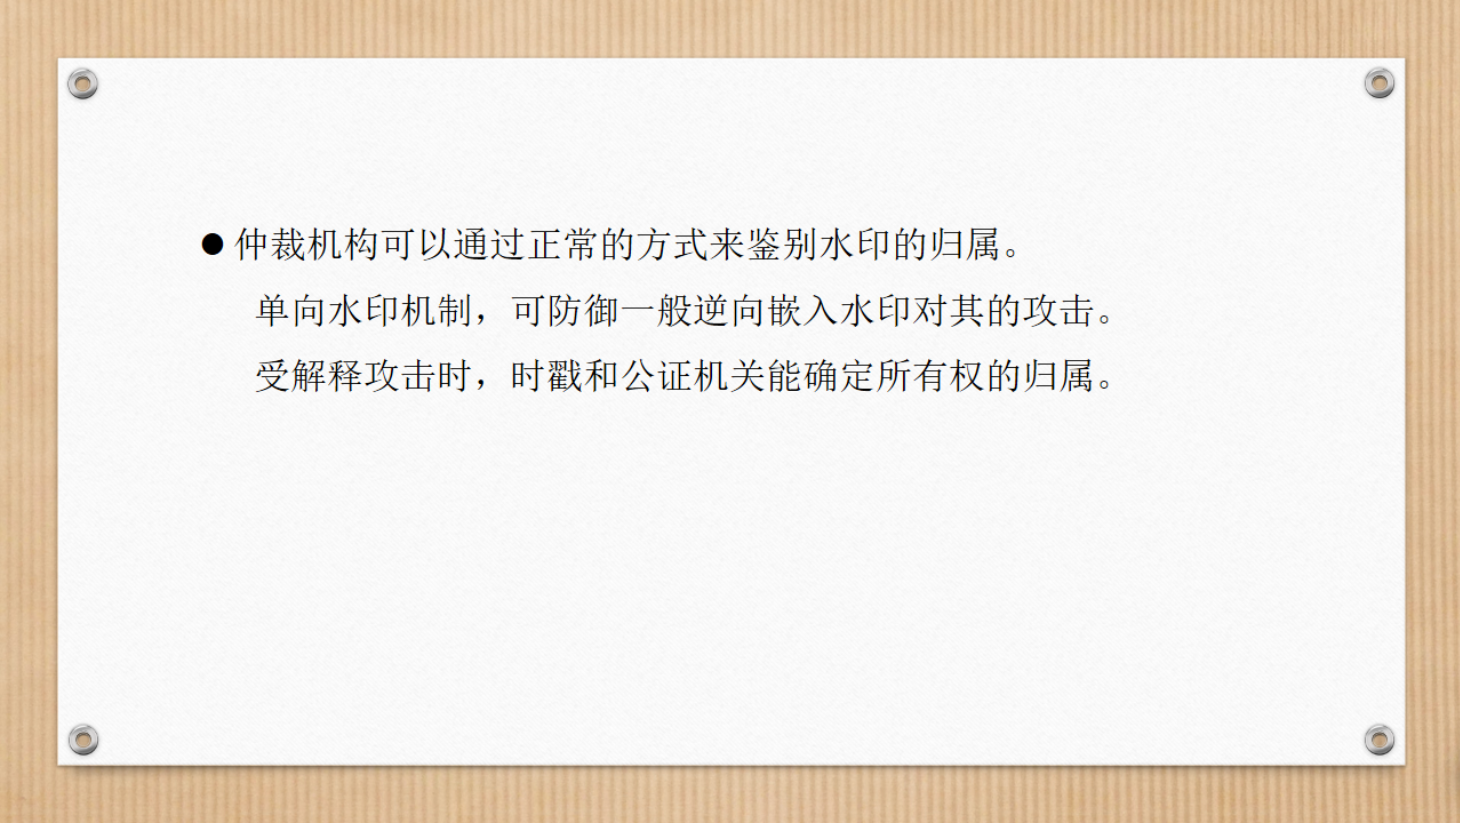 ●仲裁机构可以通过正常的方式来鉴别水印的归属。
单向水印机制，可防御一般逆向嵌入水印对其的攻击。
受解释攻击时，时戳和公证机关能确定所有权的归属。